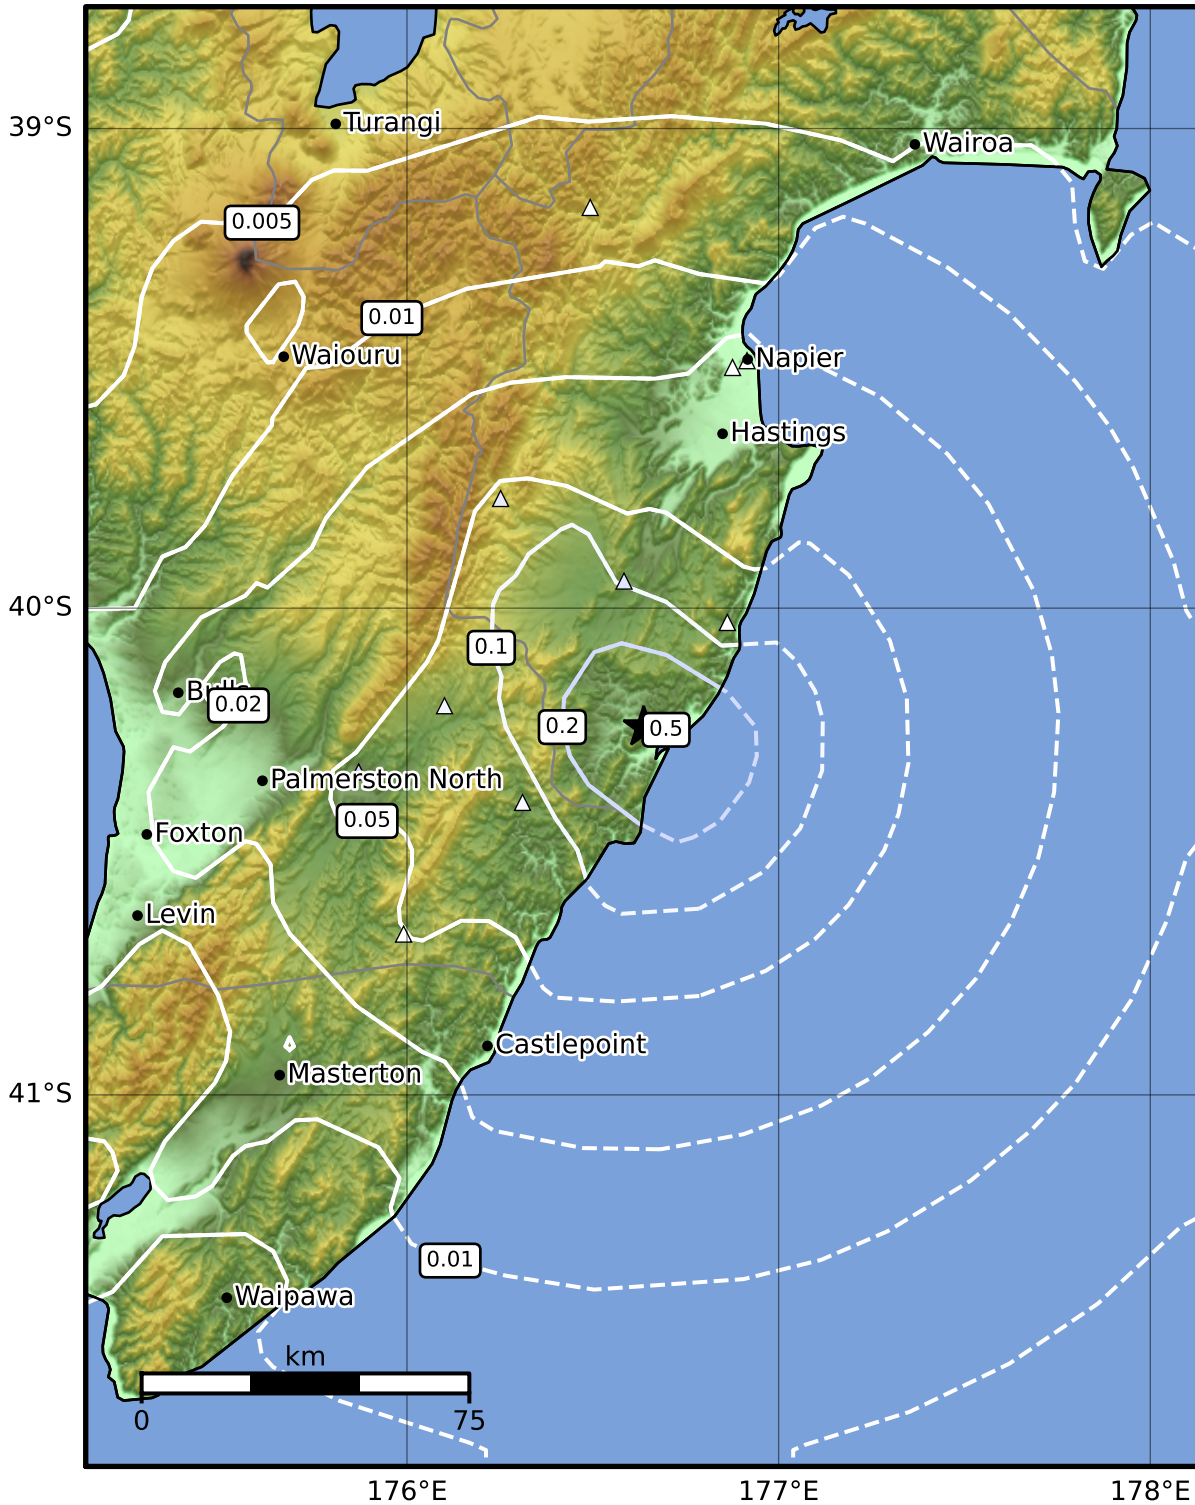 39°S
Turangi
Wairoa
0.005
0.01
Waiouru
Napier
Hastings
40°S
0.1
Bulls
0.02
0.2
0.5
Palmerston North
0.05
Foxton
Levin
Castlepoint
Masterton
41°S
0.01
Waipawa
km
0 75
176°E 177°E 178°E